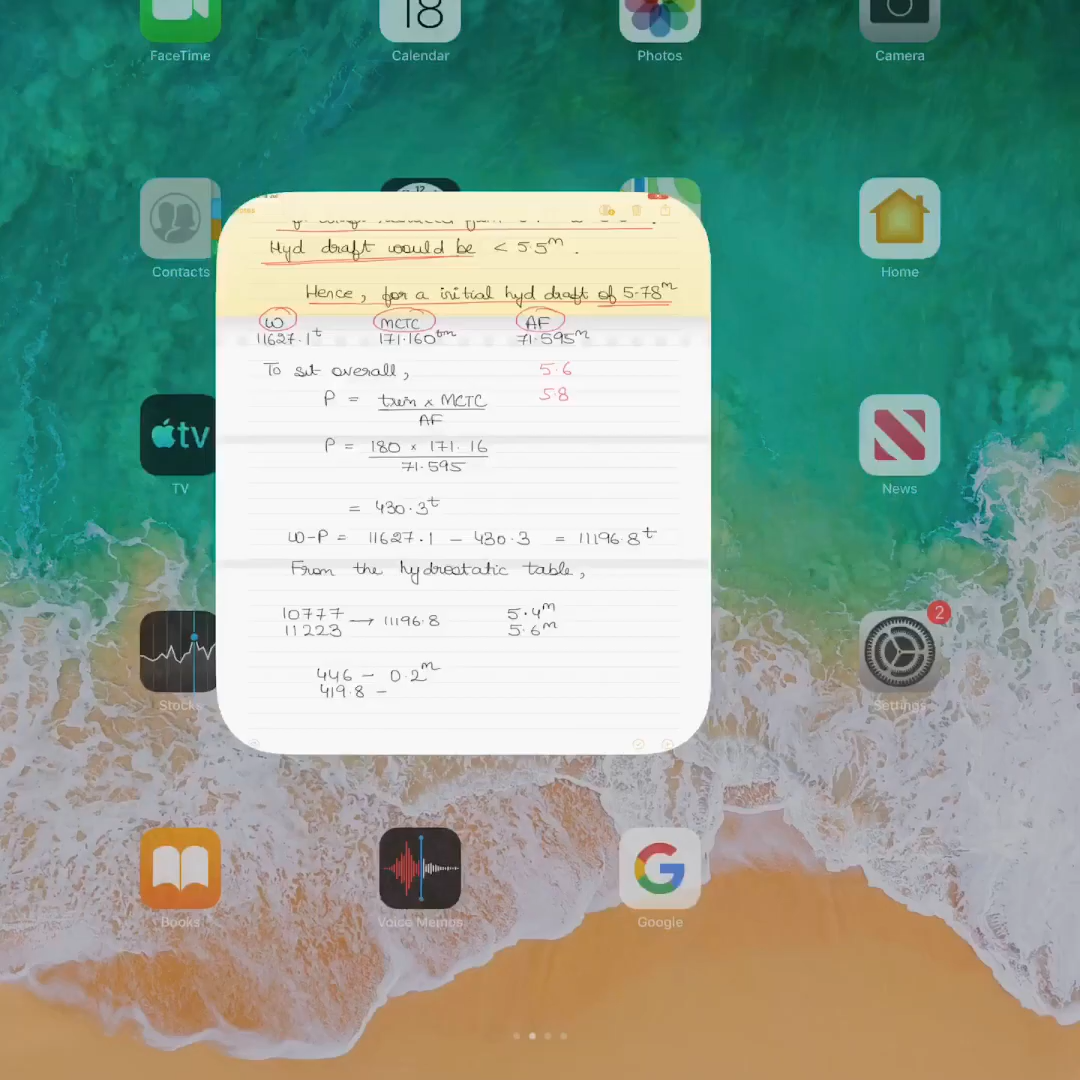 FaceTime
18
Calendar
Photos
Camera
Contacts
Home
Hyd draft would be < 5.5m.
Hence, for a initial hyd draft of 5.78m
W MCTC AF
11627.1t 171.160tm 71.595m
To sit overall, 5.6
5.8
P = trim × MCTC
AF
P = 180 × 171.16
71.595
= 430.3t
W-P = 11627.1 - 430.3 = 11196.8t
From the hydrostatic table,
10777 → 11196.8 5.4m
11223 5.6m
446 - 0.2m
419.8 -
tv
TV
News
2
Stocks
Settings
Books
Voice Memos
G
Google